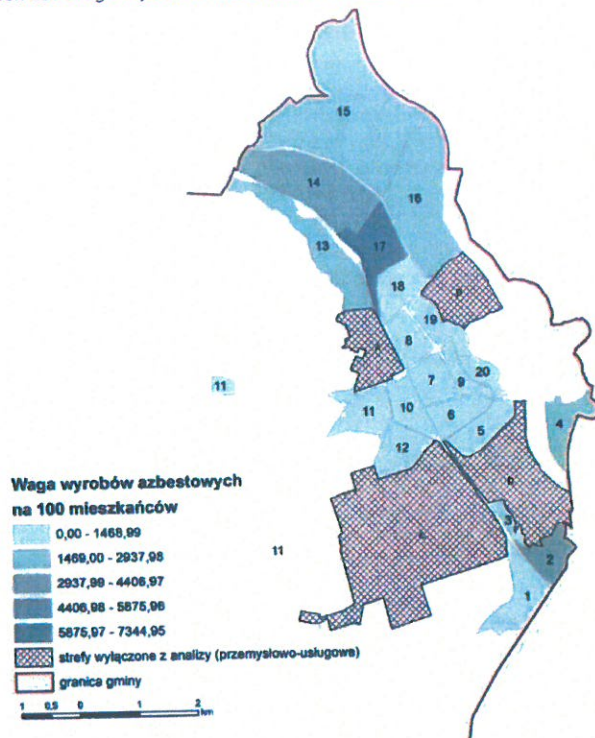 15
14
16
13
17
18
19
8
7
9
20
11
11
10
6
12
5
4
3
2
1
11
Waga wyrobów azbestowych
na 100 mieszkańców
0,00 - 1468,99
1469,00 - 2937,98
2937,99 - 4406,97
4406,98 - 5875,96
5875,97 - 7344,95
strefy wyłączone z analizy (przemysłowo-usługowe)
granica gminy
1 0,5 0 1 2
km